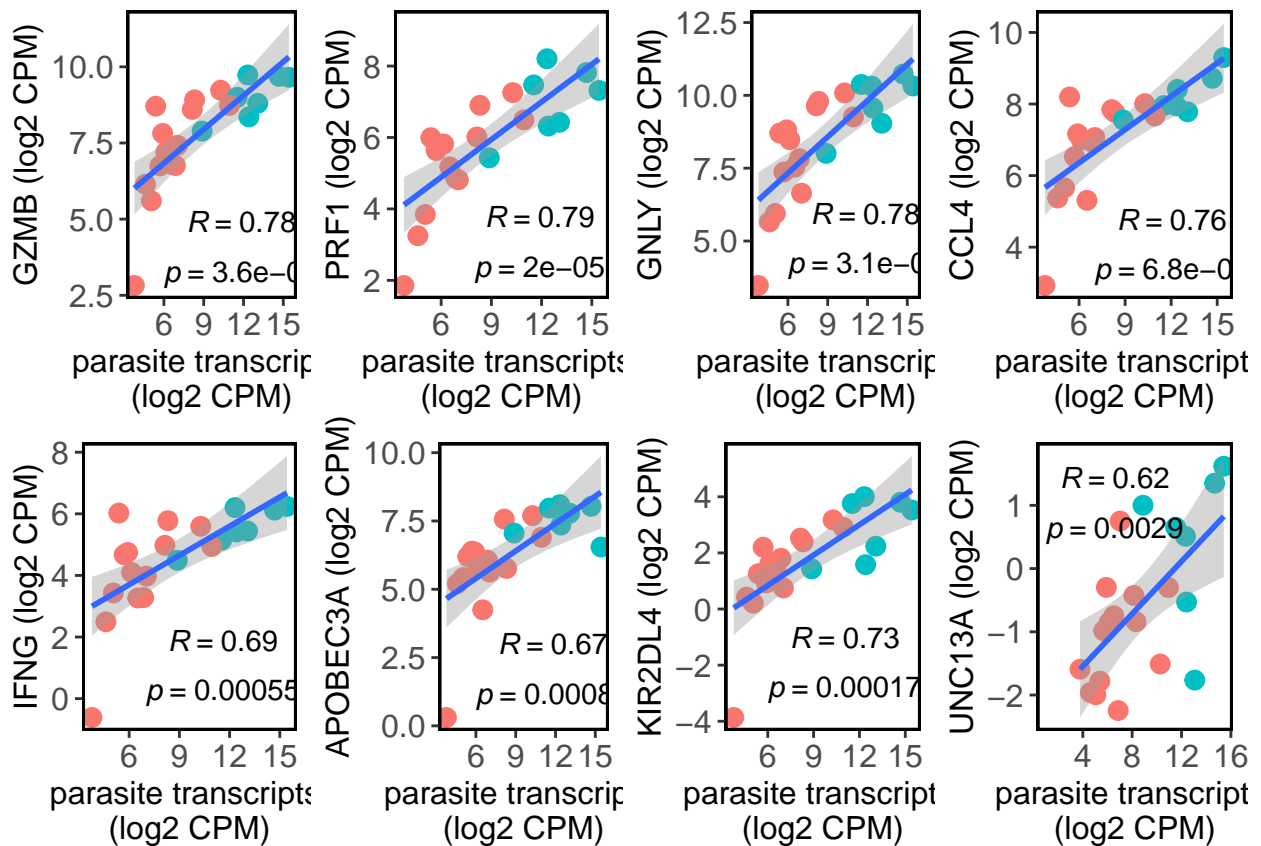 GZMB (log2 CPM)
10.0
7.5
5.0
2.5
R = 0.78
p = 3.6e−0
6 9 12 15
parasite transcrip
(log2 CPM)
PRF1 (log2 CPM)
8
6
4
2
R = 0.79
p = 2e−05
6 9 12 15
parasite transcripts
(log2 CPM)
GNLY (log2 CPM)
12.5
10.0
7.5
5.0
R = 0.78
p = 3.1e−0
6 9 12 15
parasite transcrip
(log2 CPM)
CCL4 (log2 CPM)
10
8
6
4
R = 0.76
p = 6.8e−0
6 9 12 15
parasite transcript
(log2 CPM)
IFNG (log2 CPM)
8
6
4
2
0
R = 0.69
p = 0.00055
6 9 12 15
parasite transcripts
(log2 CPM)
APOBEC3A (log2 CPM)
10.0
7.5
5.0
2.5
0.0
R = 0.67
p = 0.0008
6 9 12 15
parasite transcript
(log2 CPM)
KIR2DL4 (log2 CPM)
4
2
0
−2
−4
R = 0.73
p = 0.00017
6 9 12 15
parasite transcript
(log2 CPM)
UNC13A (log2 CPM)
1
0
−1
−2
R = 0.62
p = 0.0029
4 8 12 16
parasite transcript
(log2 CPM)